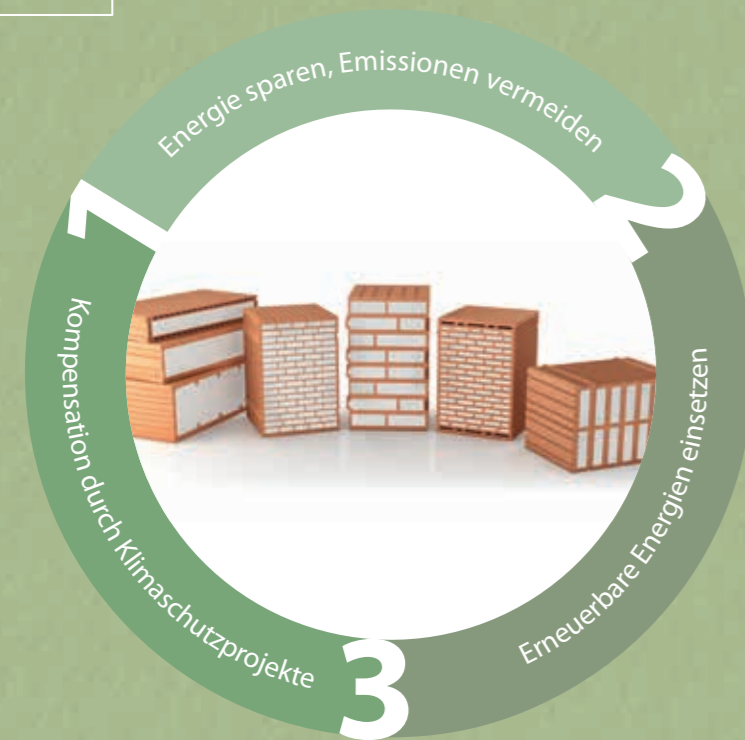 1
Energie sparen, Emissionen vermeiden
2
Erneuerbare Energien einsetzen
3
Kompensation durch Klimaschutzprojekte